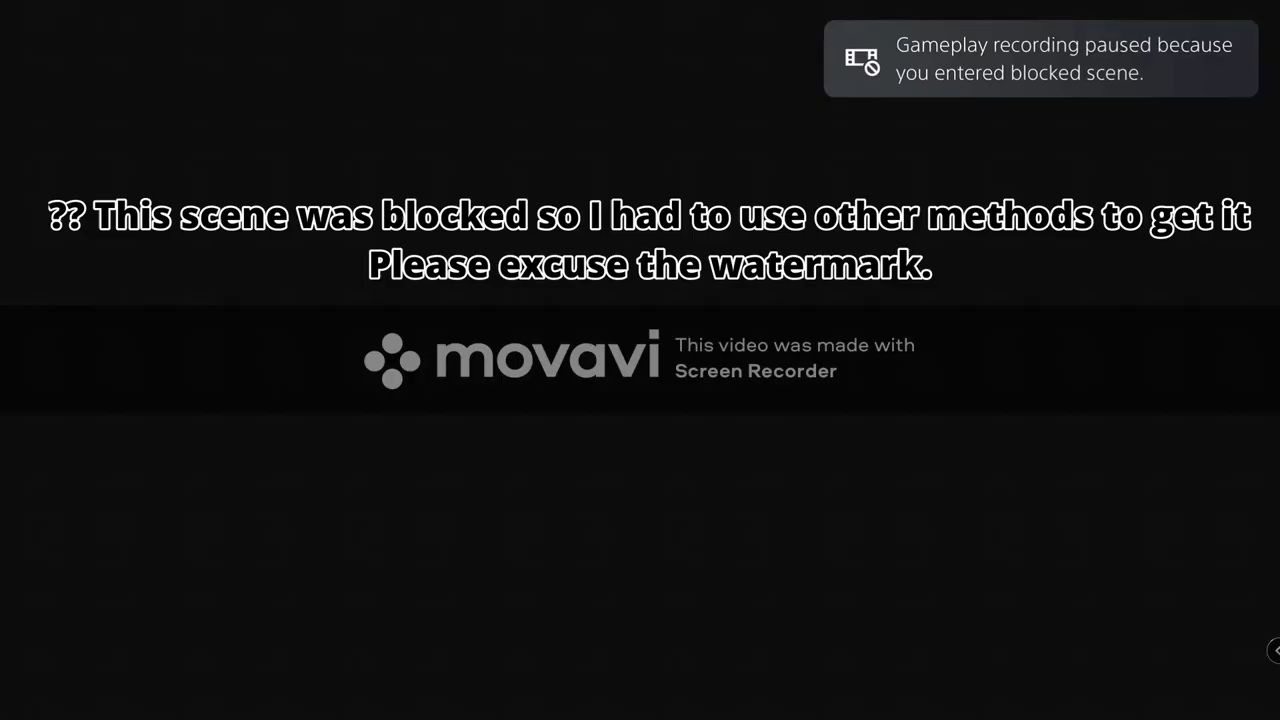 Gameplay recording paused because
you entered blocked scene.
?? This scene was blocked so I had to use other methods to get it
Please excuse the watermark.
movavi
This video was made with
Screen Recorder